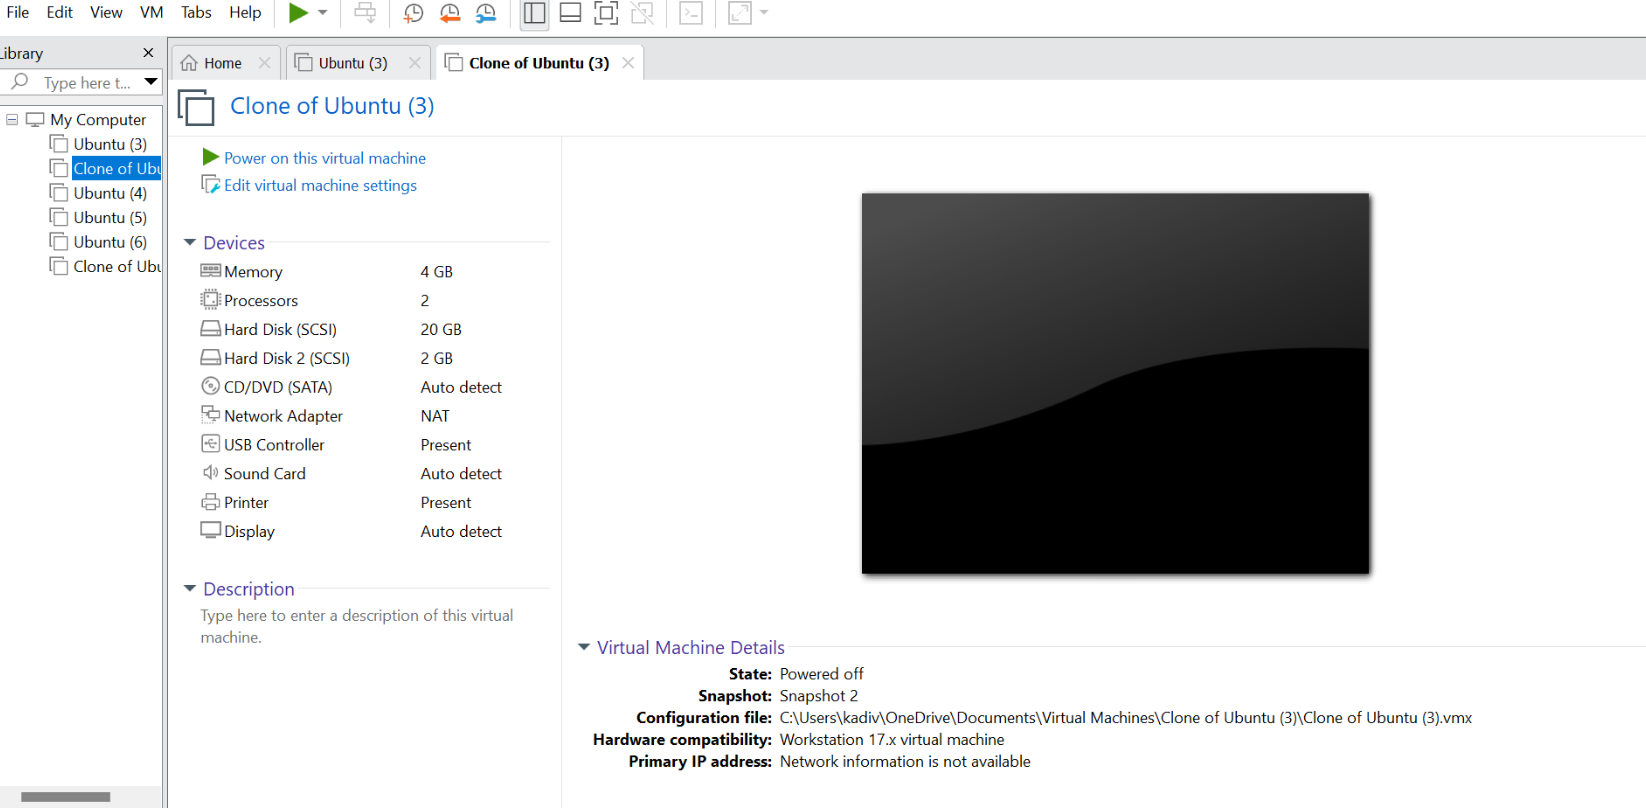 File Edit View VM Tabs Help
Library
Type here t...
My Computer
Ubuntu (3)
Clone of Ubu
Ubuntu (4)
Ubuntu (5)
Ubuntu (6)
Clone of Ubu
Home Ubuntu (3) Clone of Ubuntu (3)
Clone of Ubuntu (3)
Power on this virtual machine
Edit virtual machine settings
Devices
Memory 4 GB
Processors 2
Hard Disk (SCSI) 20 GB
Hard Disk 2 (SCSI) 2 GB
CD/DVD (SATA) Auto detect
Network Adapter NAT
USB Controller Present
Sound Card Auto detect
Printer Present
Display Auto detect
Description
Type here to enter a description of this virtual
machine.
Virtual Machine Details
State: Powered off
Snapshot: Snapshot 2
Configuration file: C:\Users\kadiv\OneDrive\Documents\Virtual Machines\Clone of Ubuntu (3)\Clone of Ubuntu (3).vmx
Hardware compatibility: Workstation 17.x virtual machine
Primary IP address: Network information is not available